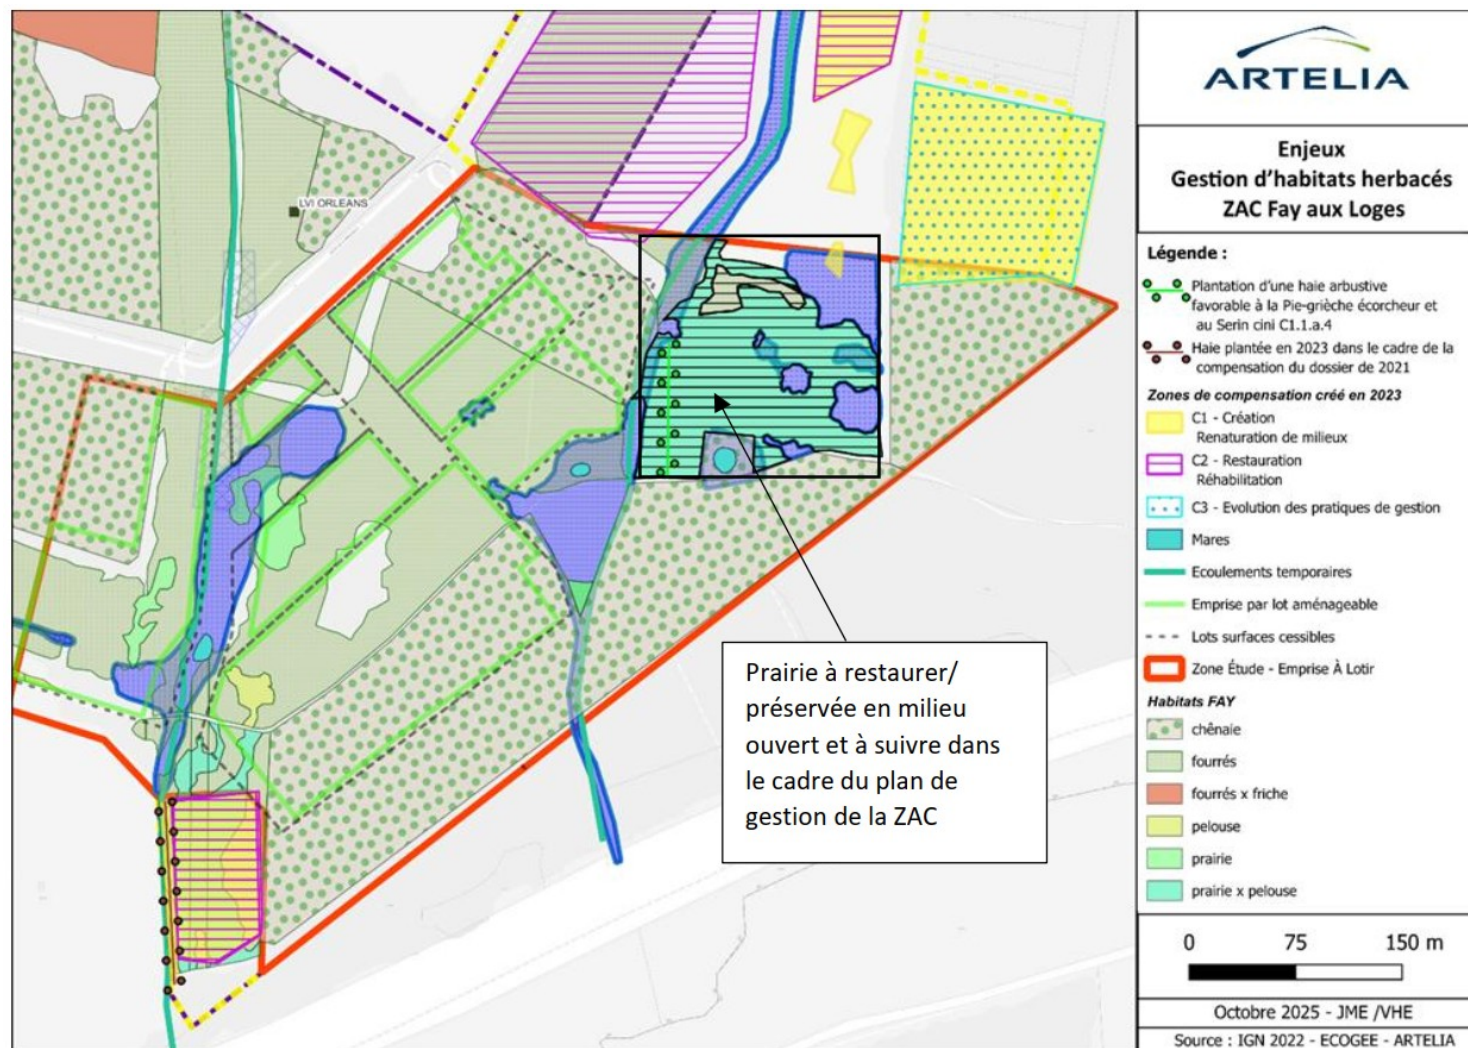 LVI ORLEANS
Prairie à restaurer/
préservée en milieu
ouvert et à suivre dans
le cadre du plan de
gestion de la ZAC
ARTELIA
Enjeux
Gestion d'habitats herbacés
ZAC Fay aux Loges
Légende :
Plantation d'une haie arbustive
favorable à la Pie-grièche écorcheur et
au Serin cini C1.1.a.4
Haie plantée en 2023 dans le cadre de la
compensation du dossier de 2021
Zones de compensation créé en 2023
C1 - Création
Renaturation de milieux
C2 - Restauration
Réhabilitation
C3 - Evolution des pratiques de gestion
Mares
Ecoulements temporaires
Emprise par lot aménageable
Lots surfaces cessibles
Zone Étude - Emprise À Lotir
Habitats FAY
chênaie
fourrés
fourrés x friche
pelouse
prairie
prairie x pelouse
0 75 150 m
Octobre 2025 - JME /VHE
Source : IGN 2022 - ECOGEE - ARTELIA